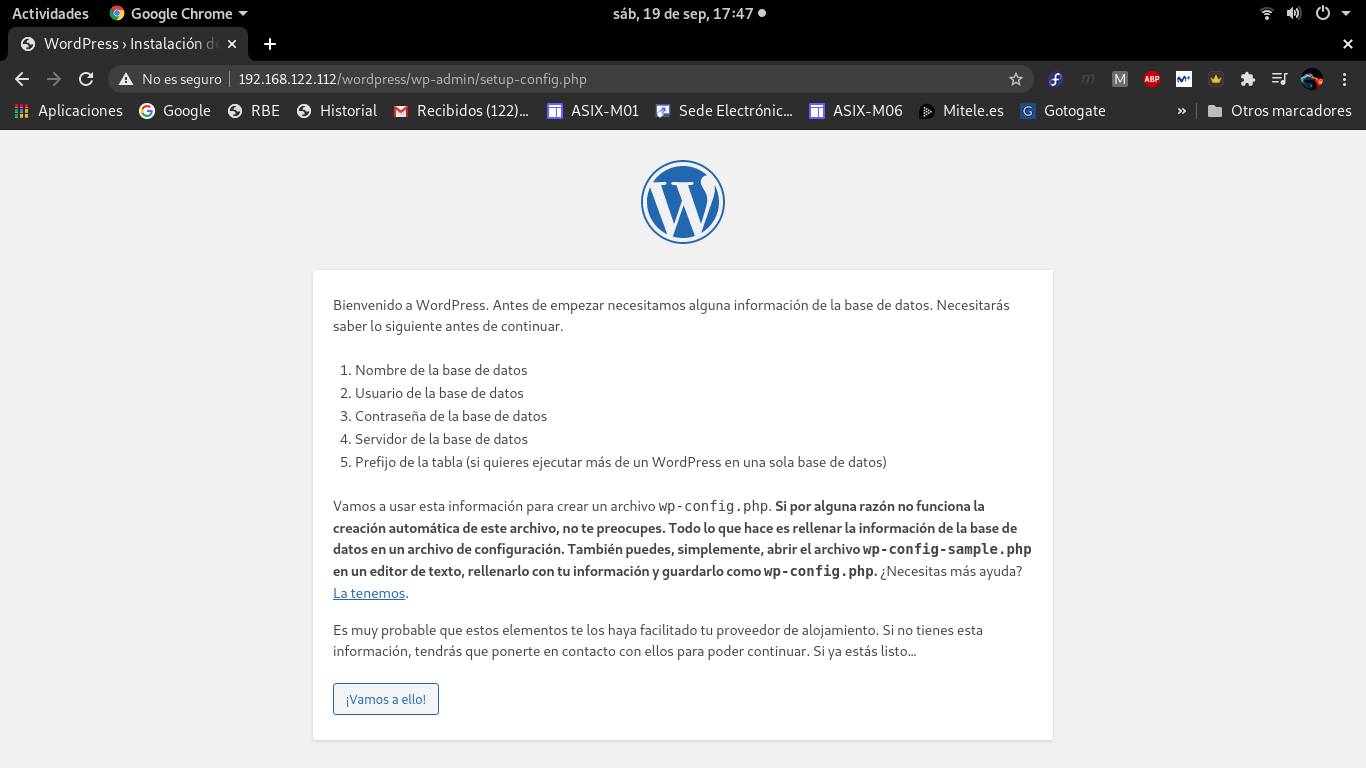 Actividades Google Chrome sáb, 19 de sep, 17:47
WordPress › Instalación de
No es seguro 192.168.122.112/wordpress/wp-admin/setup-config.php
Aplicaciones Google RBE Historial Recibidos (122)... ASIX-M01 Sede Electrónic... ASIX-M06 Mitele.es Gotogate » Otros marcadores
Bienvenido a WordPress. Antes de empezar necesitamos alguna información de la base de datos. Necesitarás
saber lo siguiente antes de continuar.
1. Nombre de la base de datos
2. Usuario de la base de datos
3. Contraseña de la base de datos
4. Servidor de la base de datos
5. Prefijo de la tabla (si quieres ejecutar más de un WordPress en una sola base de datos)
Vamos a usar esta información para crear un archivo wp-config.php. Si por alguna razón no funciona la
creación automática de este archivo, no te preocupes. Todo lo que hace es rellenar la información de la base de
datos en un archivo de configuración. También puedes, simplemente, abrir el archivo wp-config-sample.php
en un editor de texto, rellenarlo con tu información y guardarlo como wp-config.php. ¿Necesitas más ayuda?
La tenemos.
Es muy probable que estos elementos te los haya facilitado tu proveedor de alojamiento. Si no tienes esta
información, tendrás que ponerte en contacto con ellos para poder continuar. Si ya estás listo...
¡Vamos a ello!